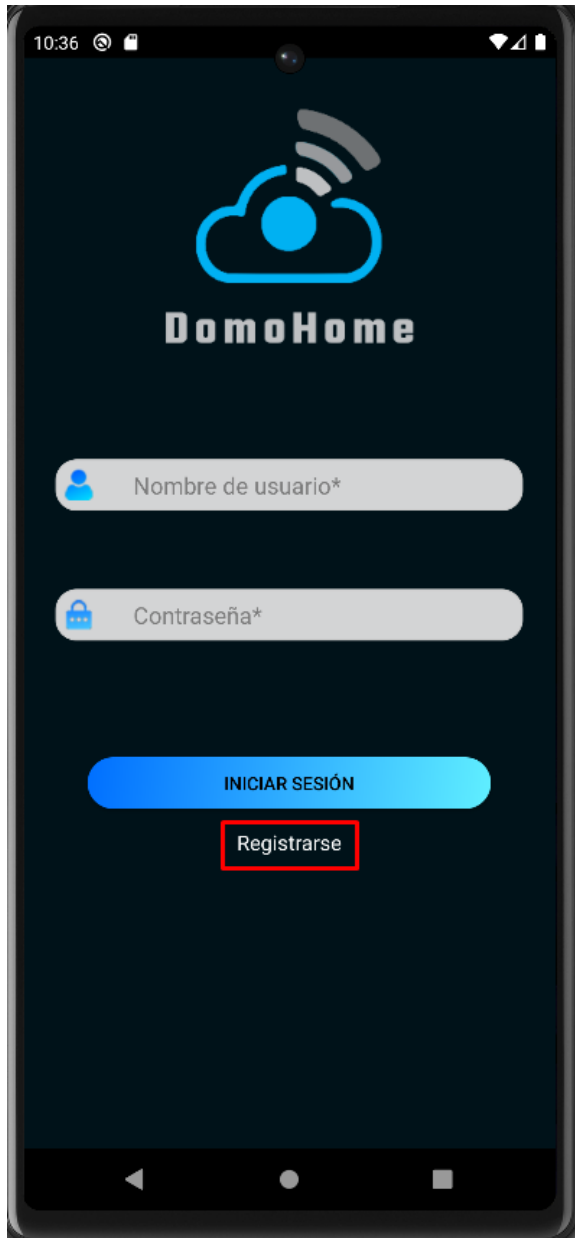 10:36
DomoHome
Nombre de usuario*
Contraseña*
INICIAR SESIÓN
Registrarse